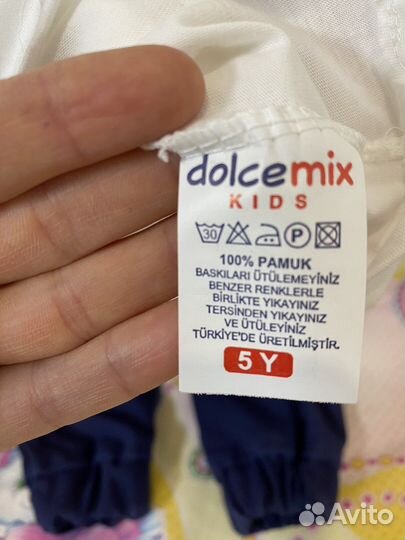 dolcemix
KIDS
30 P
100% PAMUK
BASKILARI ÜTÜLEMEYİNİZ
BENZER RENKLERLE
BİRLİKTE YIKAYINIZ
TERSİNDEN YIKAYINIZ
VE ÜTÜLEYİNİZ
TÜRKİYE'DE ÜRETİLMİŞTİR.
5 Y
Avito